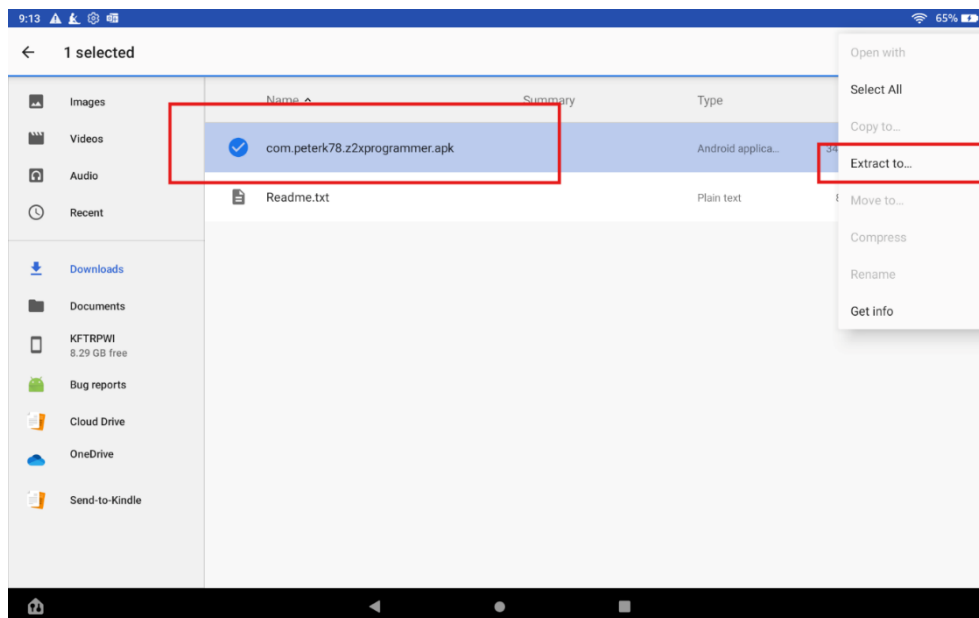 9:13
65%
1 selected
Images
Videos
Audio
Recent
Downloads
Documents
KFTRPWI
8.29 GB free
Bug reports
Cloud Drive
OneDrive
Send-to-Kindle
Name Summary Type
com.peterk78.z2xprogrammer.apk Android applica... 34
Readme.txt Plain text
Open with
Select All
Copy to...
Extract to...
Move to...
Compress
Rename
Get info